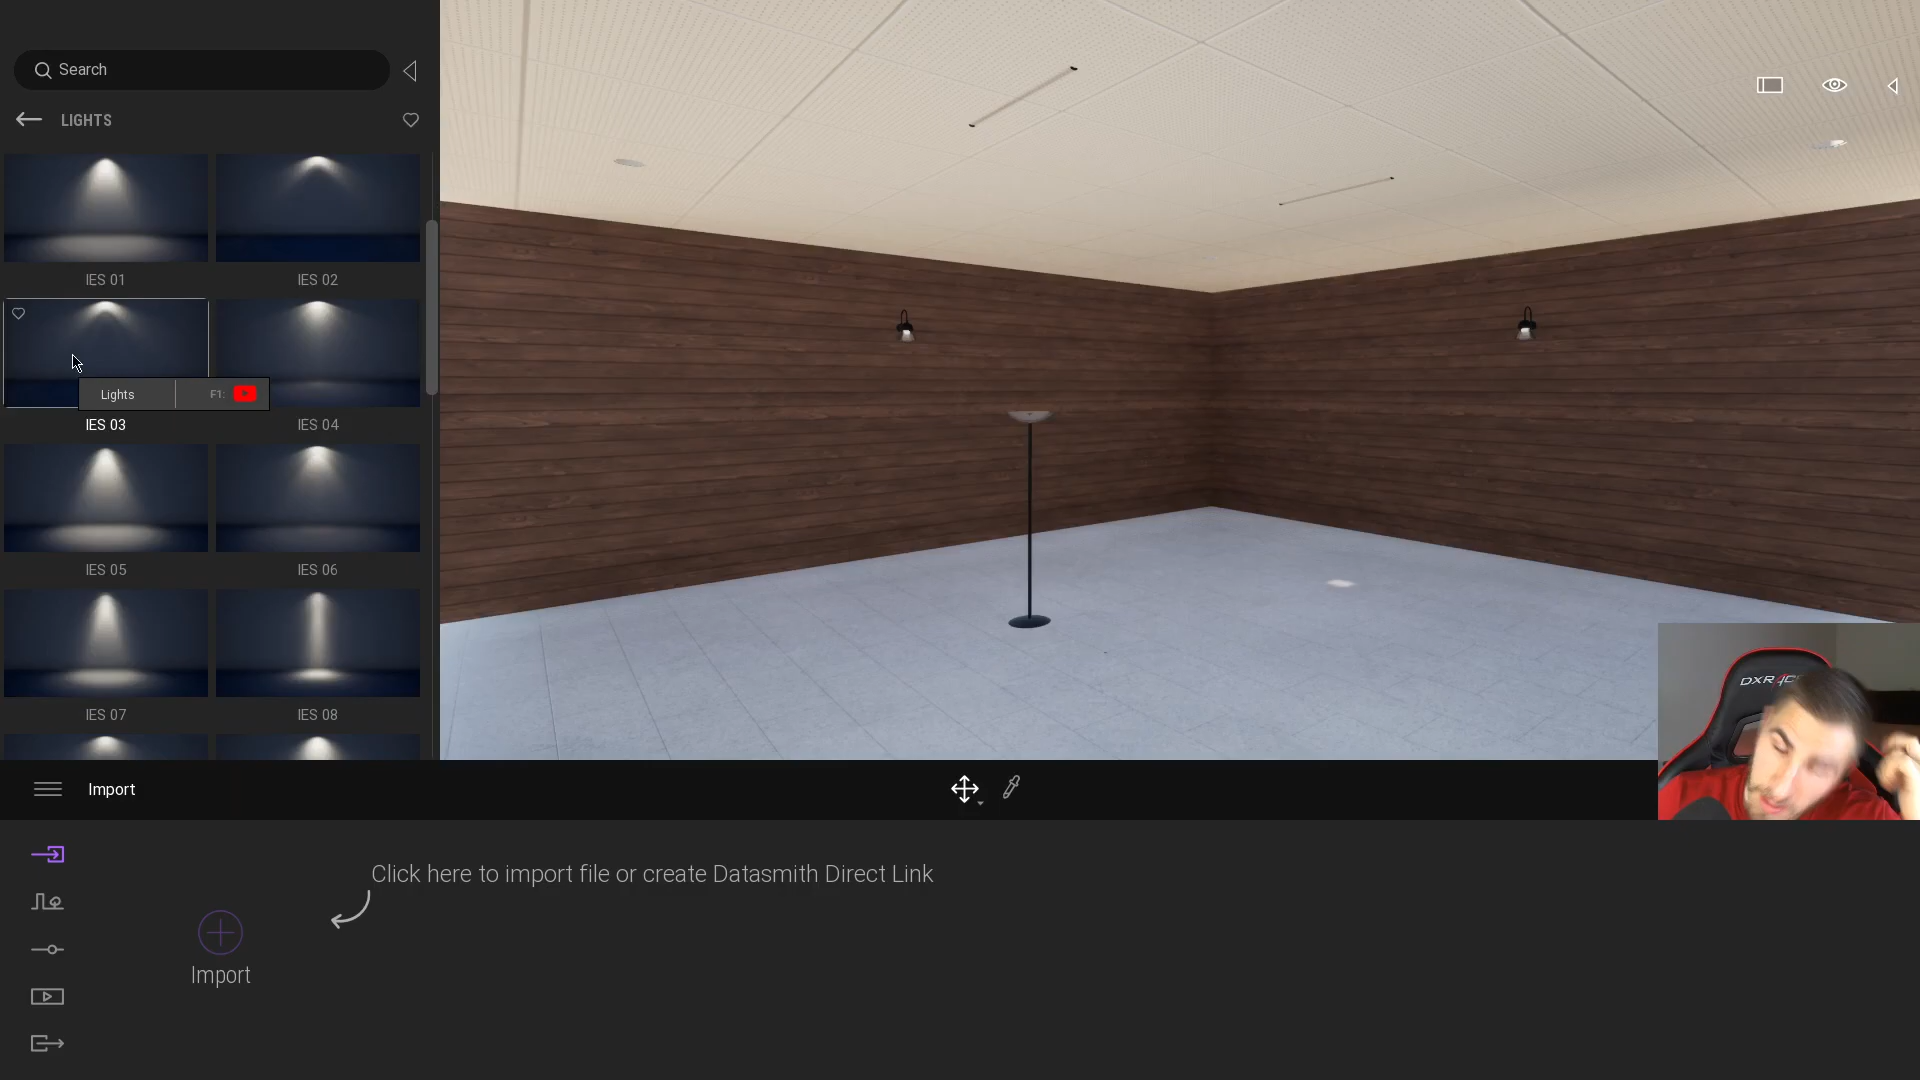 Search
LIGHTS
IES 01
IES 02
Lights
F1:
IES 03
IES 04
IES 05
IES 06
IES 07
IES 08
Import
Click here to import file or create Datasmith Direct Link
Import